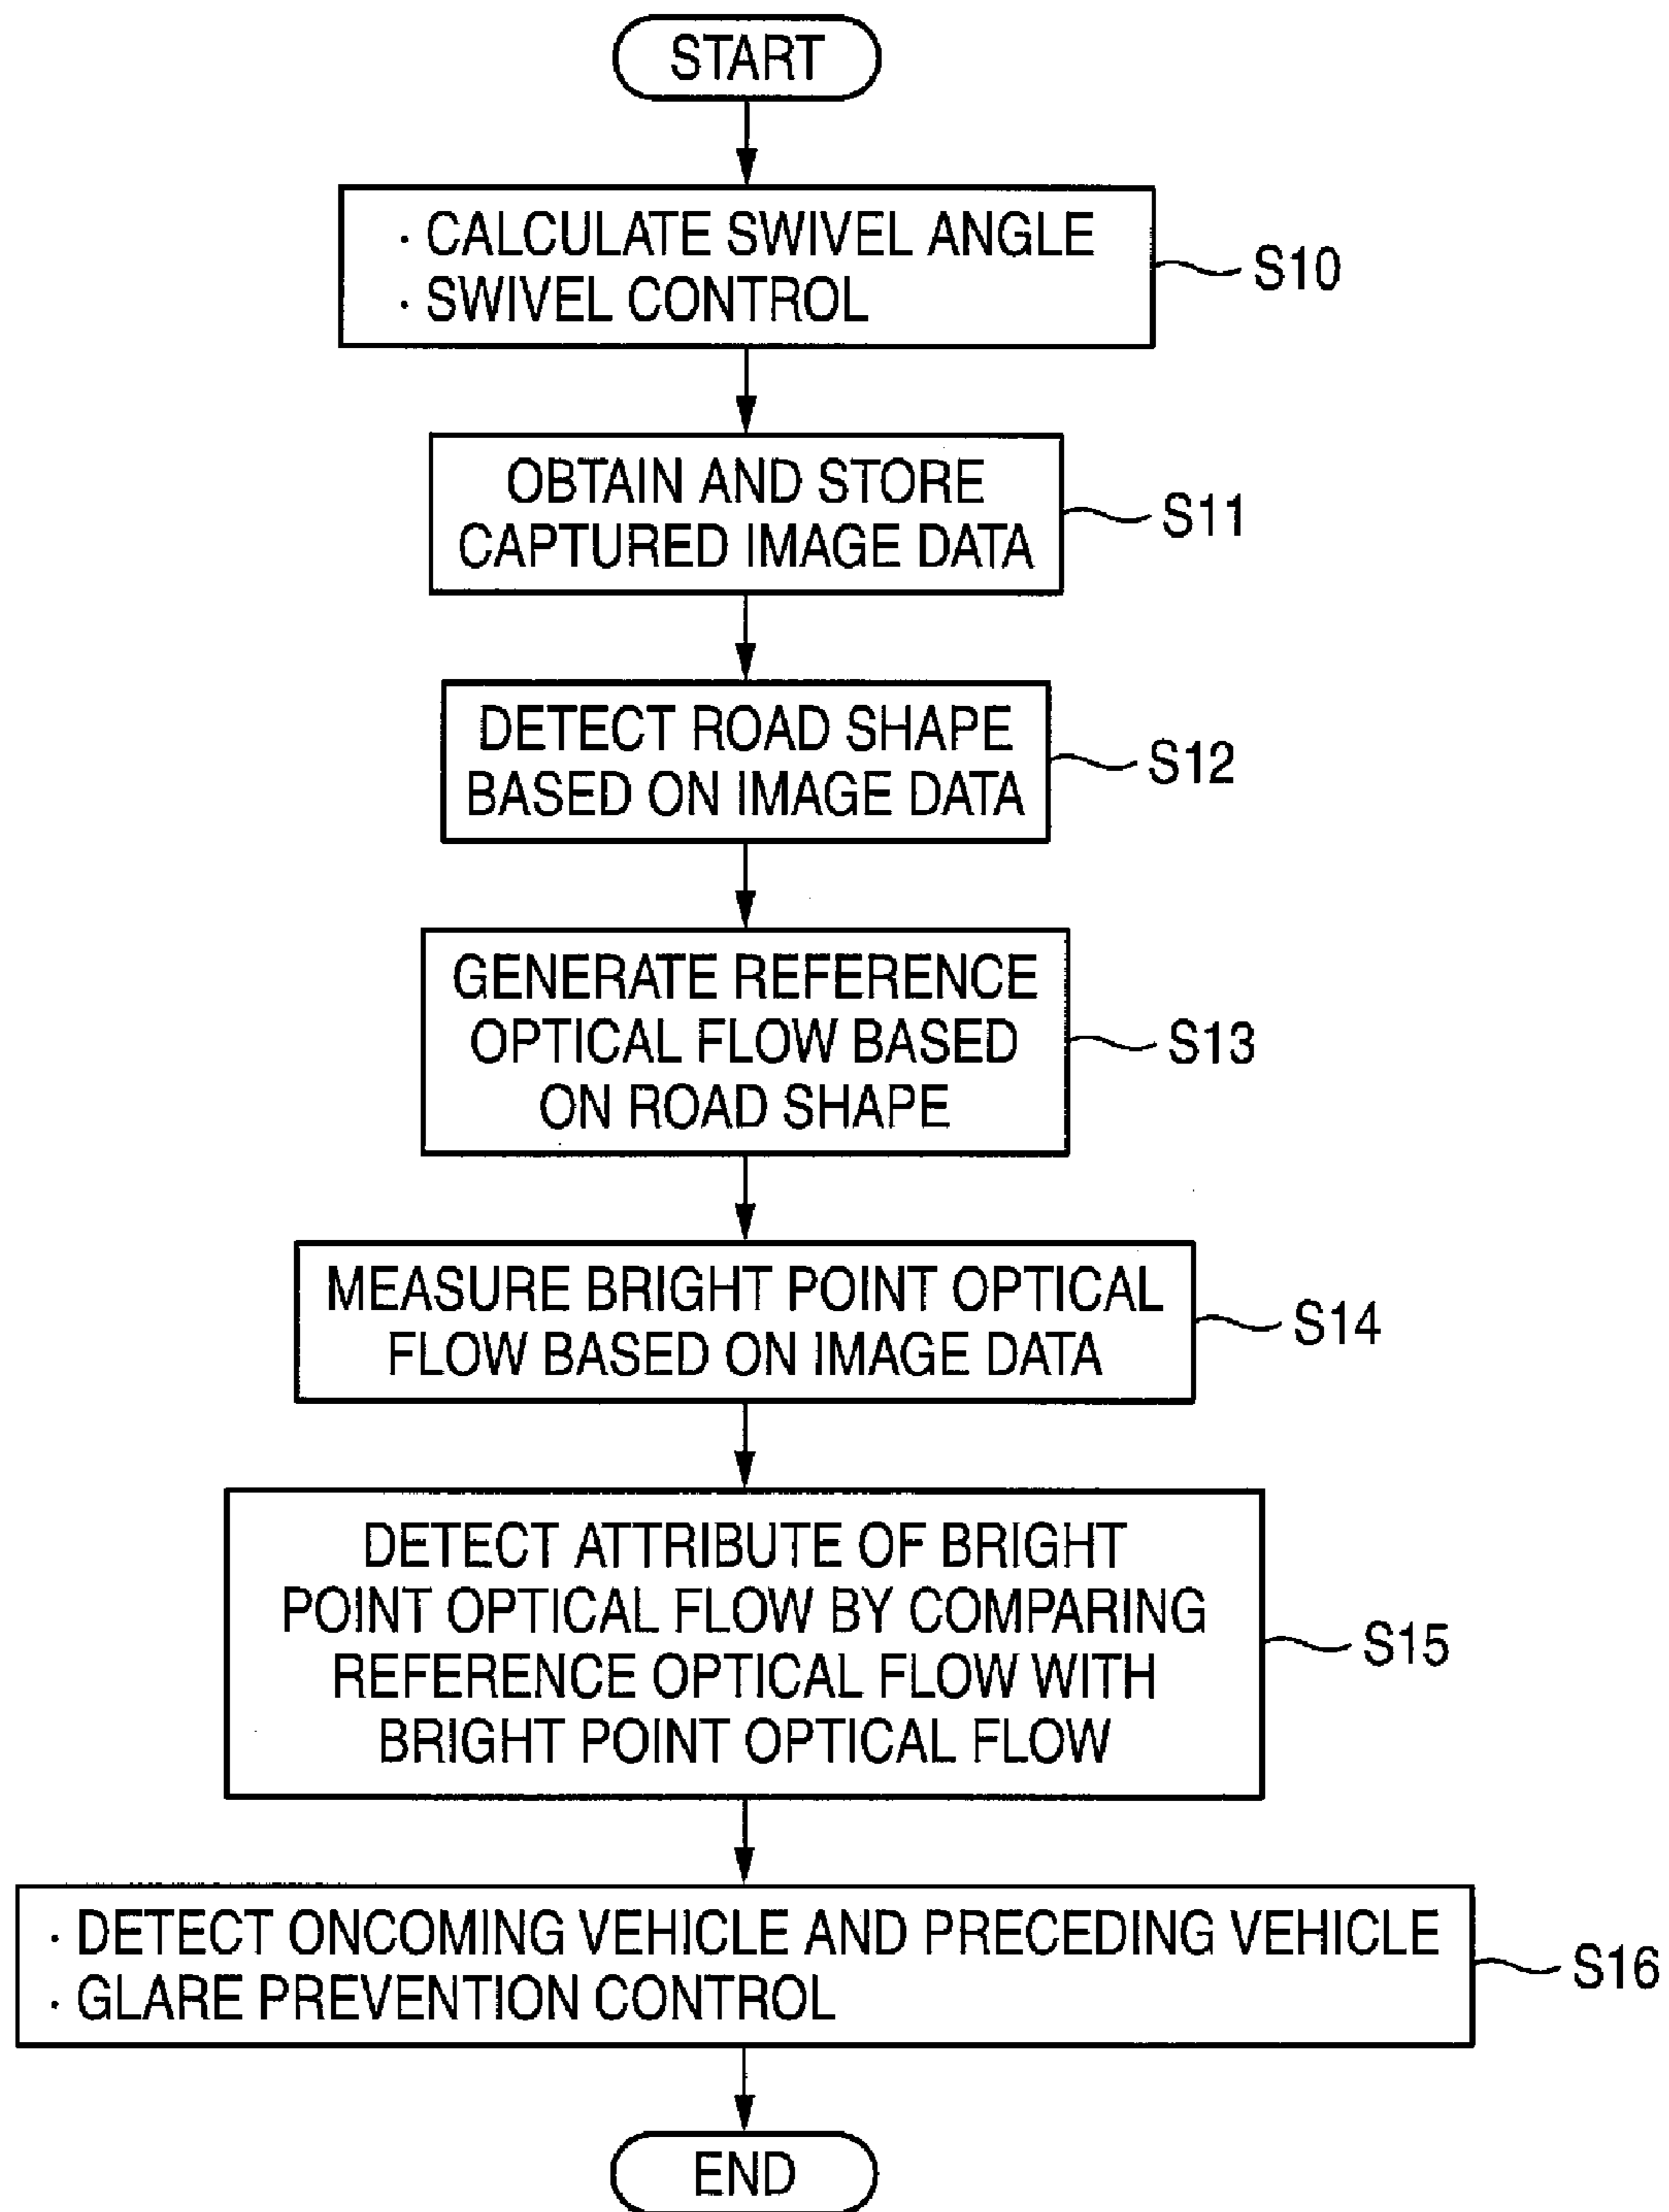 START
· CALCULATE SWIVEL ANGLE
· SWIVEL CONTROL
S10
OBTAIN AND STORE
CAPTURED IMAGE DATA
S11
DETECT ROAD SHAPE
BASED ON IMAGE DATA
S12
GENERATE REFERENCE
OPTICAL FLOW BASED
ON ROAD SHAPE
S13
MEASURE BRIGHT POINT OPTICAL
FLOW BASED ON IMAGE DATA
S14
DETECT ATTRIBUTE OF BRIGHT
POINT OPTICAL FLOW BY COMPARING
REFERENCE OPTICAL FLOW WITH
BRIGHT POINT OPTICAL FLOW
S15
· DETECT ONCOMING VEHICLE AND PRECEDING VEHICLE
· GLARE PREVENTION CONTROL
S16
END